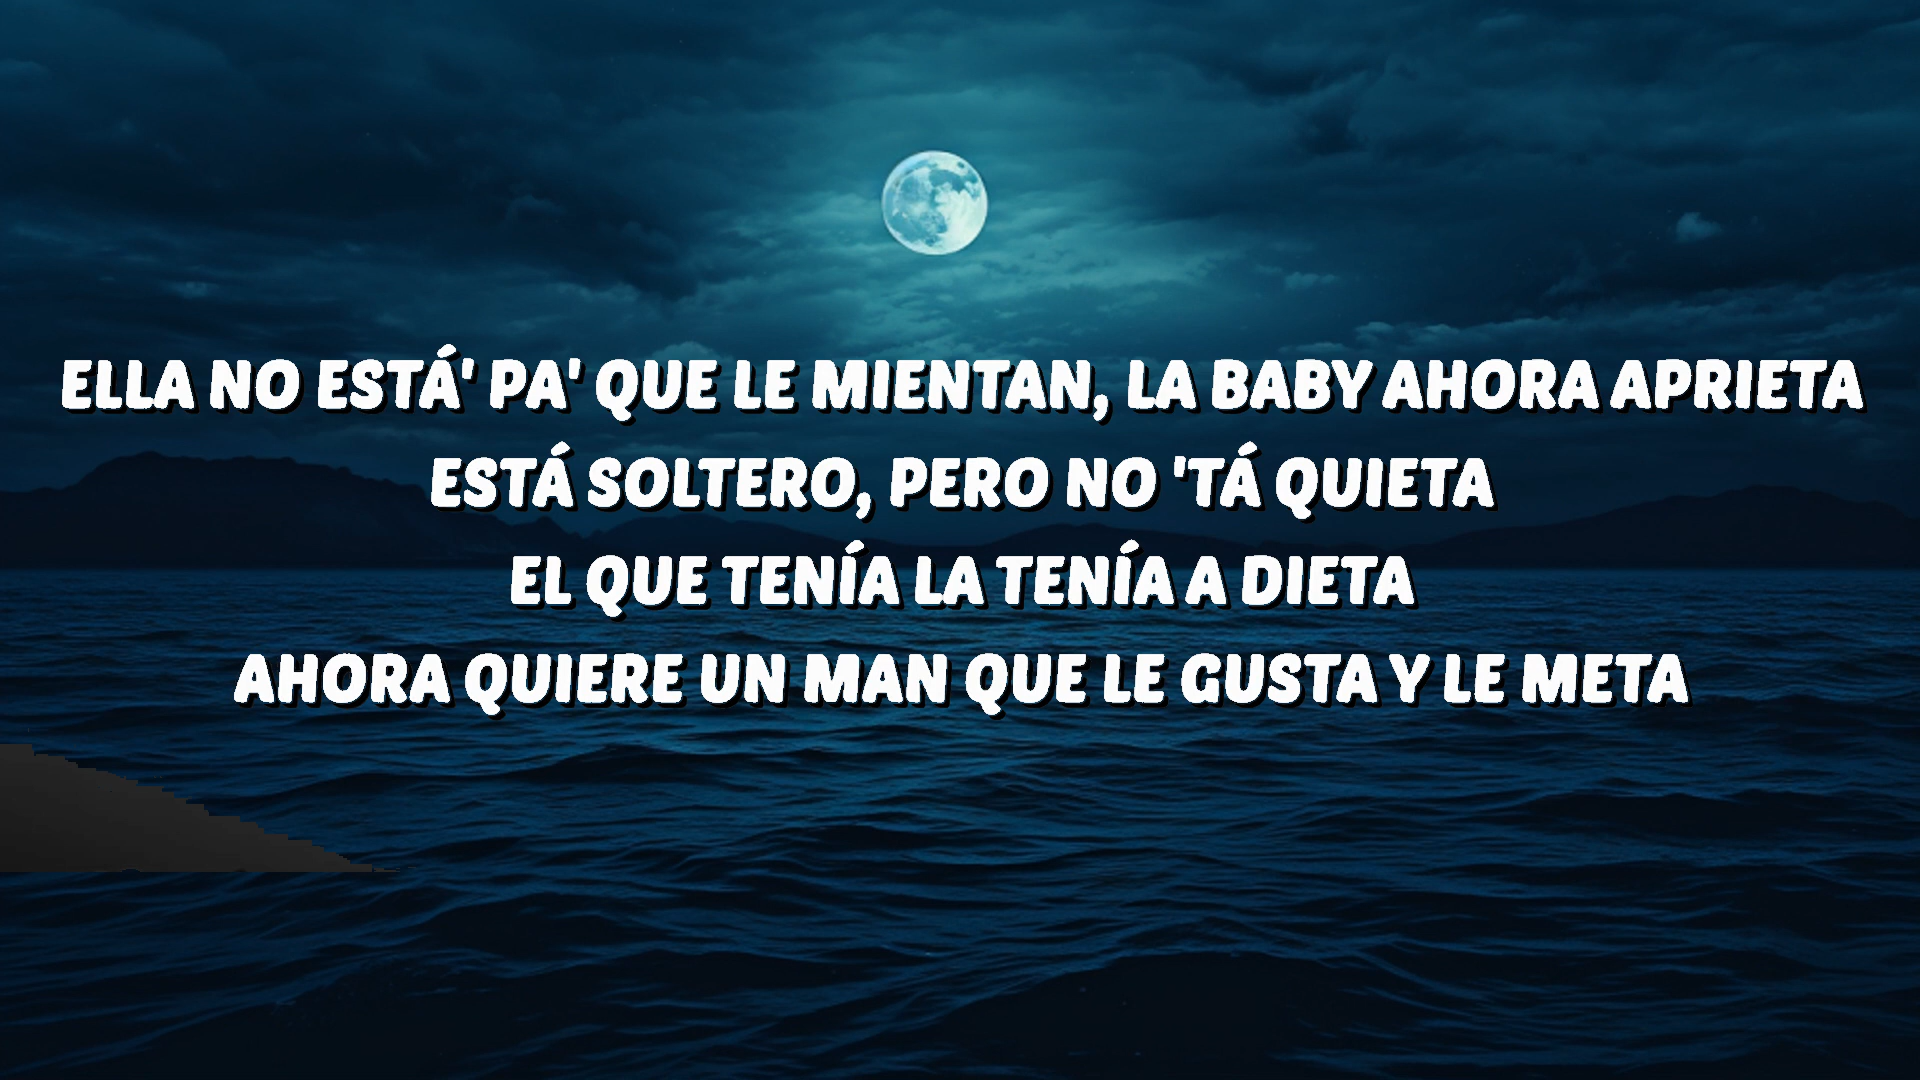 ELLA NO ESTÁ' PA' QUE LE MIENTAN, LA BABY AHORA APRIETA
ESTÁ SOLTERO, PERO NO 'TÁ QUIETA
EL QUE TENÍA LA TENÍA A DIETA
AHORA QUIERE UN MAN QUE LE GUSTA Y LE META